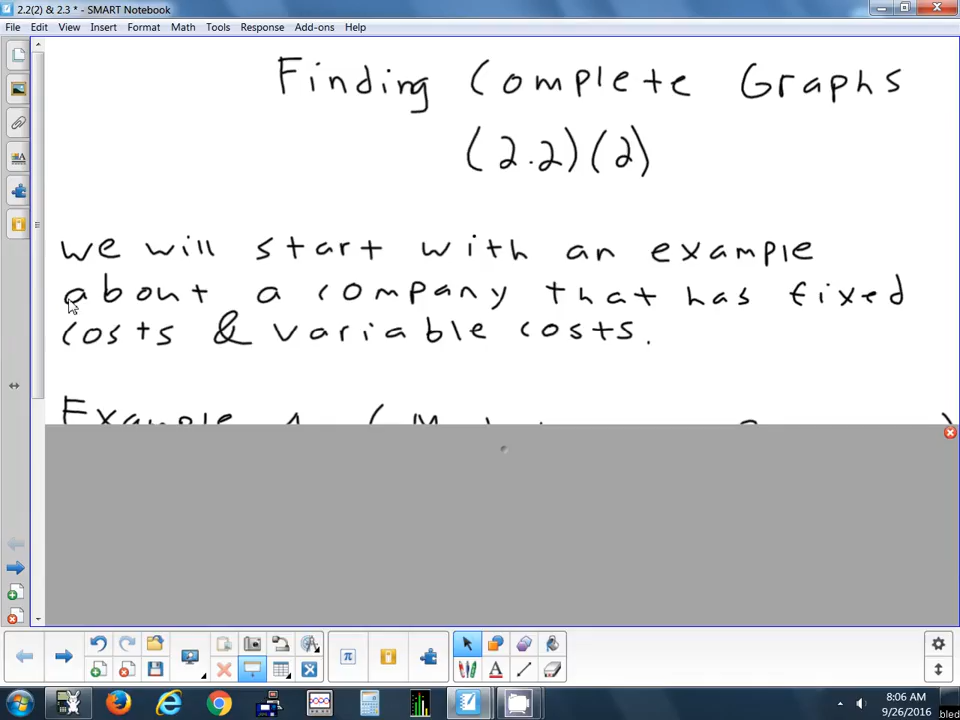 2.2(2) & 2.3 * - SMART Notebook
File Edit View Insert Format Math Tools Response Add-ons Help
Finding Complete Graphs
(2.2)(2)
we will start with an example
about a company that has fixed
costs & variable costs.
Example
8:06 AM
9/26/2016
bled